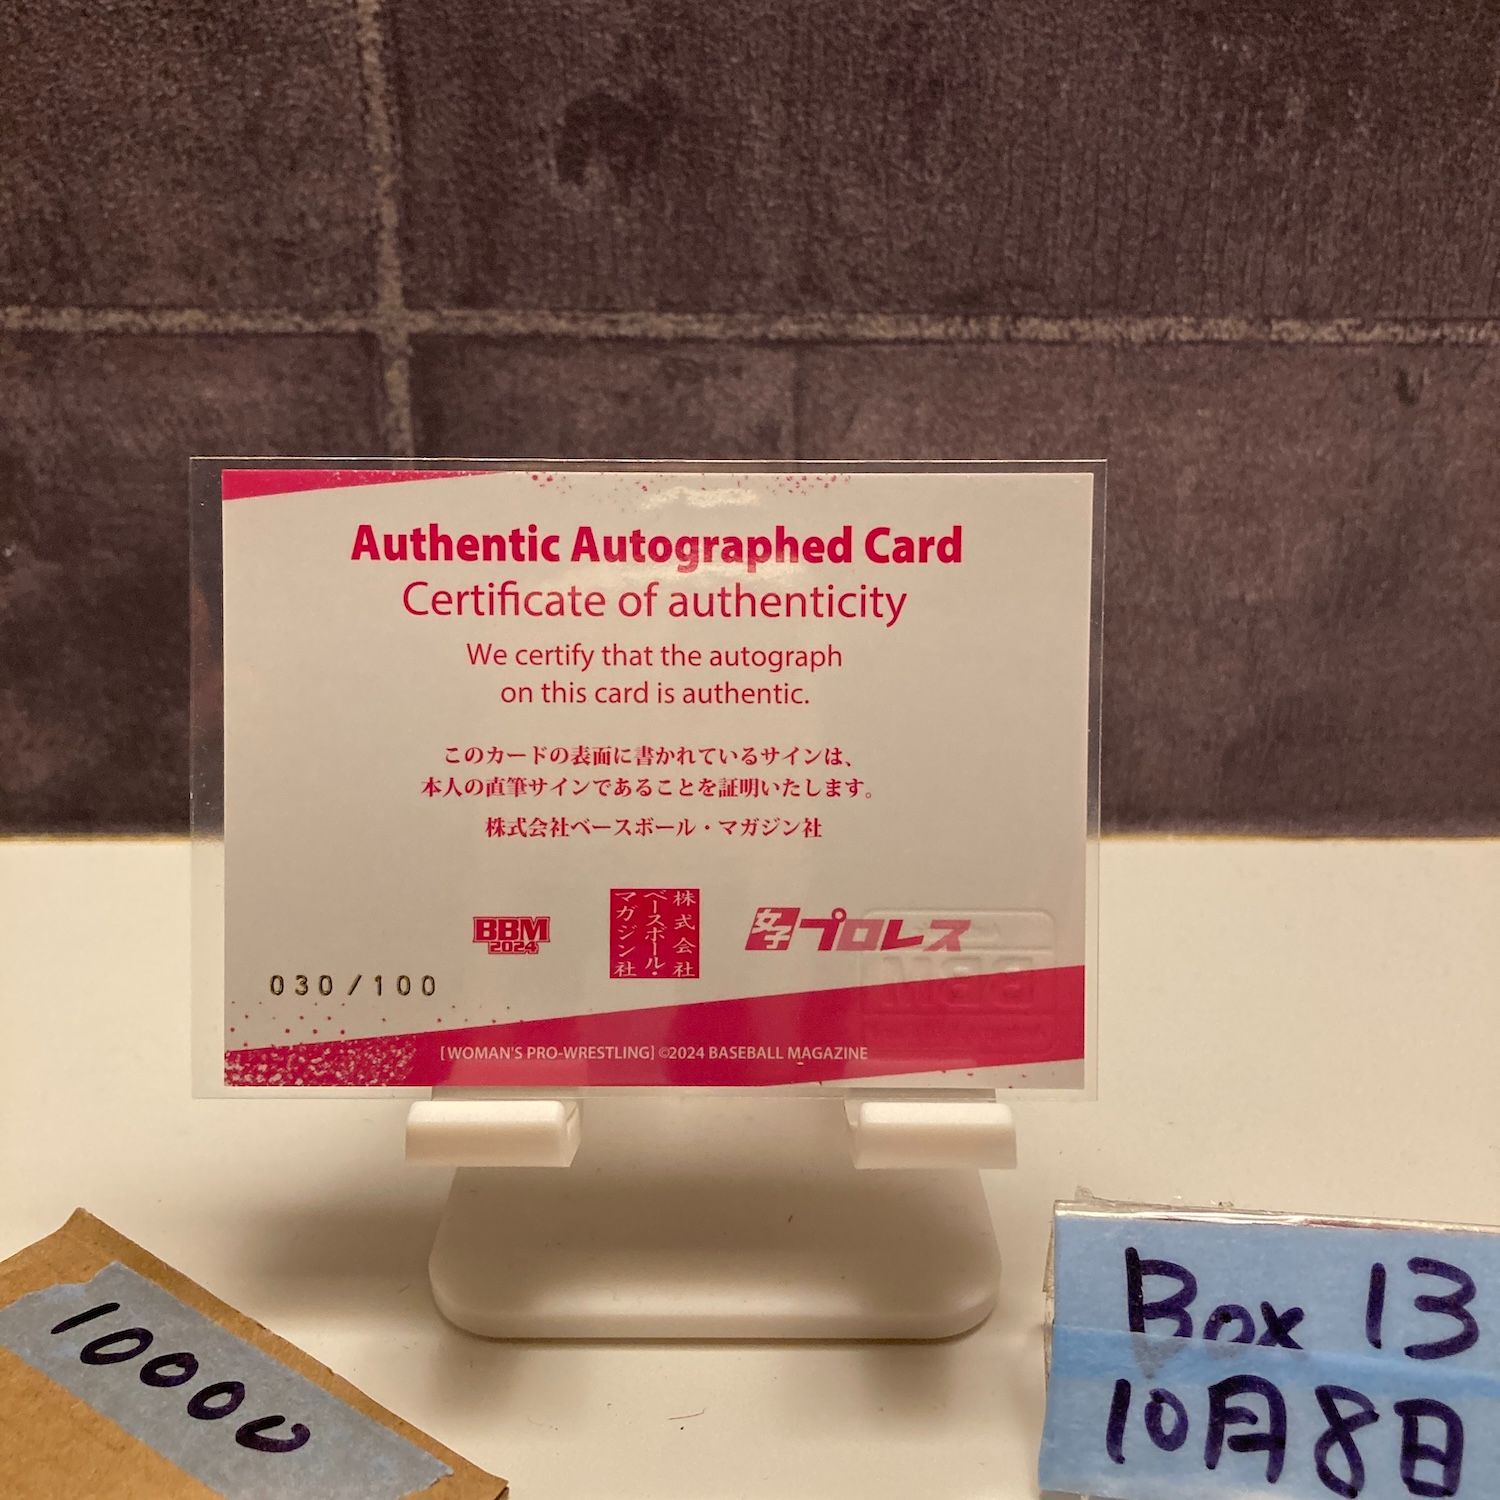 Authentic Autographed Card
Certificate of authenticity
We certify that the autograph
on this card is authentic.
このカードの表面に書かれているサインは、
本人の直筆サインであることを証明いたします。
株式会社ベースボール・マガジン社
BBM
2024
株式会社
ベースボール・
マガジン社
女子プロレス
BBM
030/100
[WOMAN'S PRO-WRESTLING] ©2024 BASEBALL MAGAZINE
10000
Box 13
10月8日